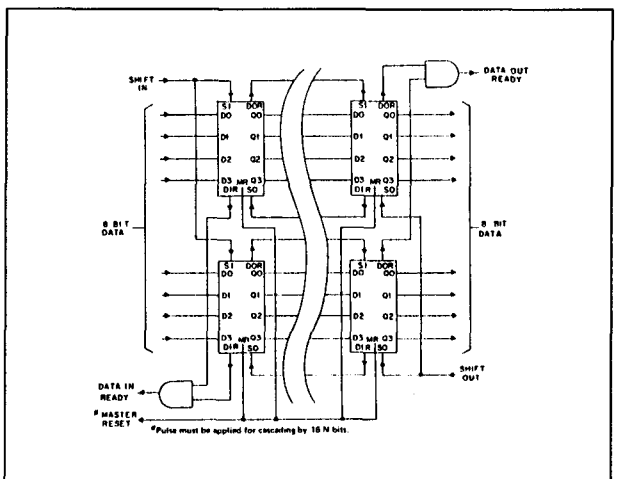 SHIFT IN
DATA OUT READY
SI DOR
D0 Q0
D1 Q1
D2 Q2
D3 MR Q3
DIR SO
SI DOR
D0 Q0
D1 Q1
D2 Q2
D3 MR Q3
DIR SO
8 BIT DATA
8 BIT DATA
SI DOR
D0 Q0
D1 Q1
D2 Q2
D3 MR Q3
DIR SO
SI DOR
D0 Q0
D1 Q1
D2 Q2
D3 MR Q3
DIR SO
SHIFT OUT
DATA IN READY
# MASTER RESET
#Pulse must be applied for cascading by 16 N bits.